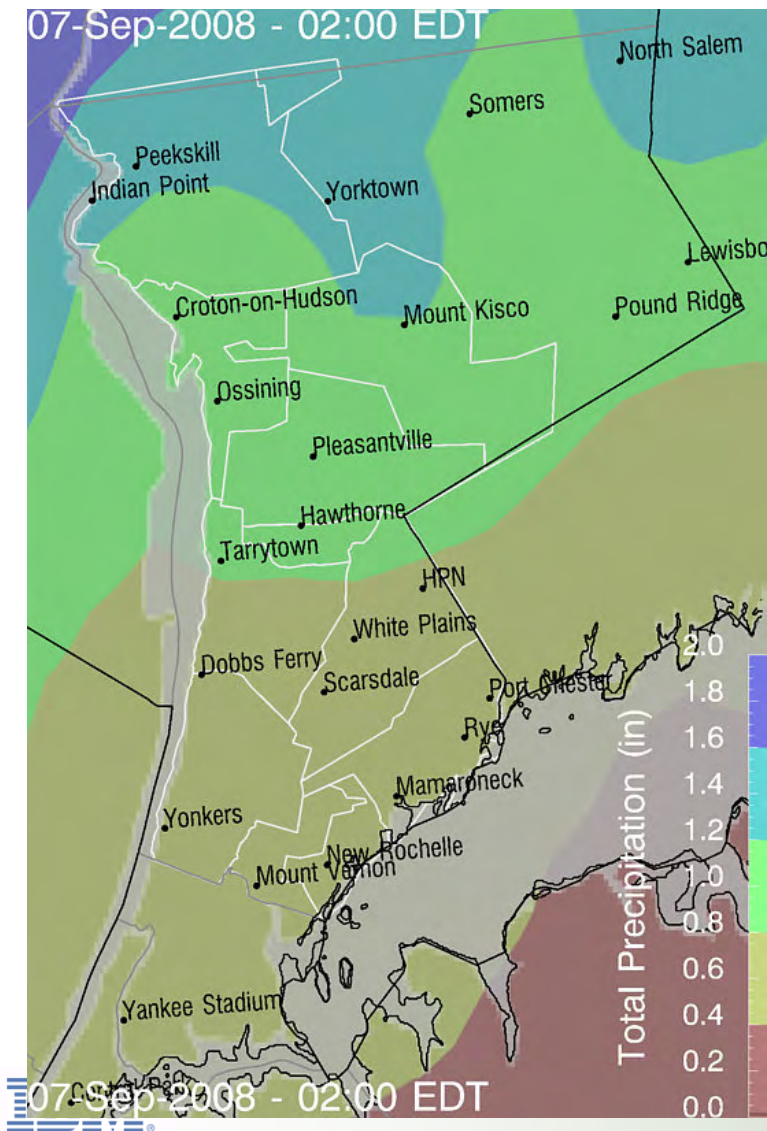 07-Sep-2008 - 02:00 EDT
North Salem
Somers
Peekskill
Indian Point
Yorktown
Lewisbo
Croton-on-Hudson
Mount Kisco
Pound Ridge
Ossining
Pleasantville
Hawthorne
Tarrytown
HPN
White Plains
Dobbs Ferry
Scarsdale
Port Chester
Rye
Mamaroneck
Yonkers
New Rochelle
Mount Vernon
Yankee Stadium
Total Precipitation (in)
2.0
1.8
1.6
1.4
1.2
1.0
0.8
0.6
0.4
0.2
0.0
07-Sep-2008 - 02:00 EDT